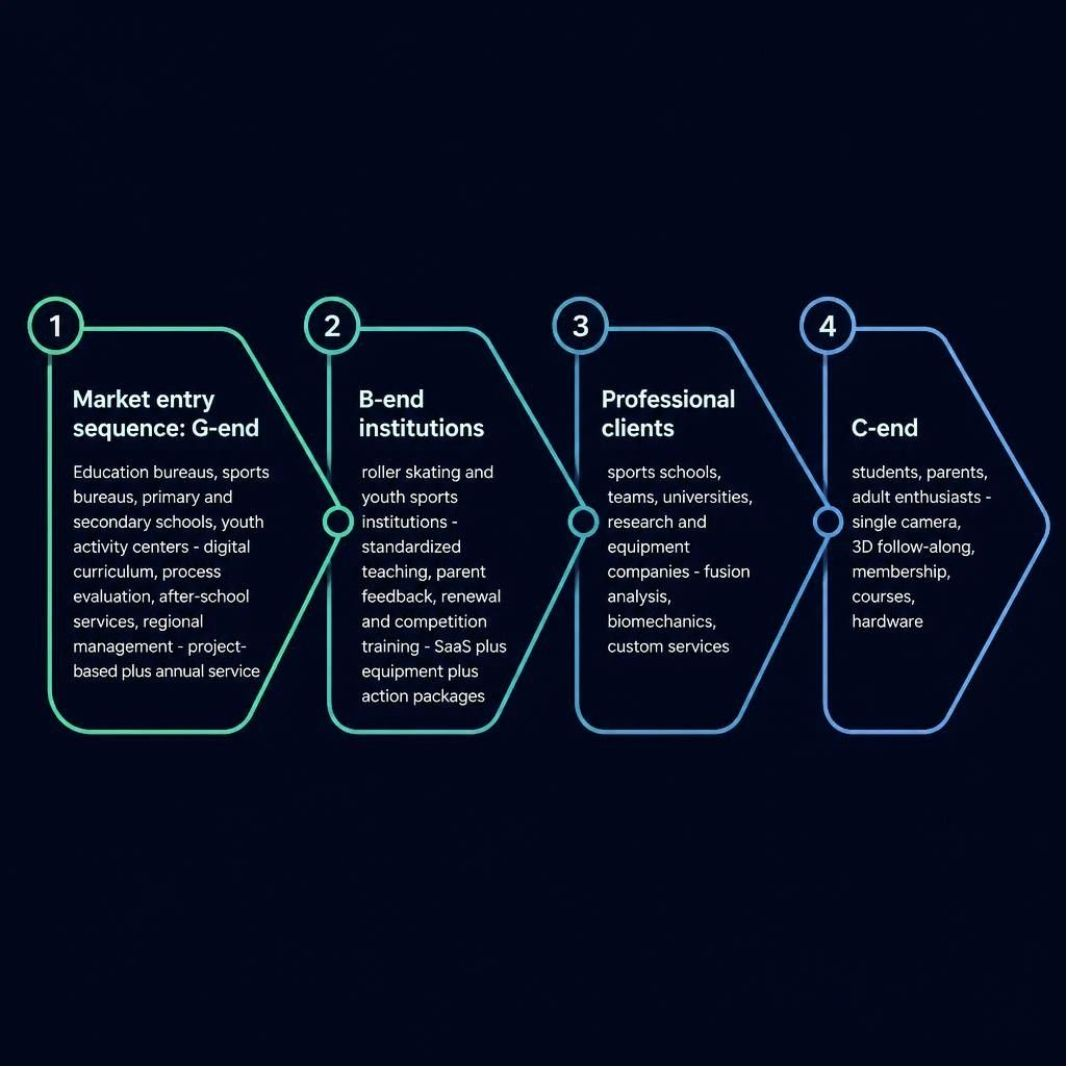 1
Market entry
sequence: G-end
Education bureaus, sports
bureaus, primary and
secondary schools, youth
activity centers - digital
curriculum, process
evaluation, after-school
services, regional
management - project-
based plus annual service
2
B-end
institutions
roller skating and
youth sports
institutions -
standardized
teaching, parent
feedback, renewal
and competition
training - SaaS plus
equipment plus
action packages
3
Professional
clients
sports schools,
teams, universities,
research and
equipment
companies - fusion
analysis,
biomechanics,
custom services
4
C-end
students, parents,
adult enthusiasts -
single camera,
3D follow-along,
membership,
courses,
hardware